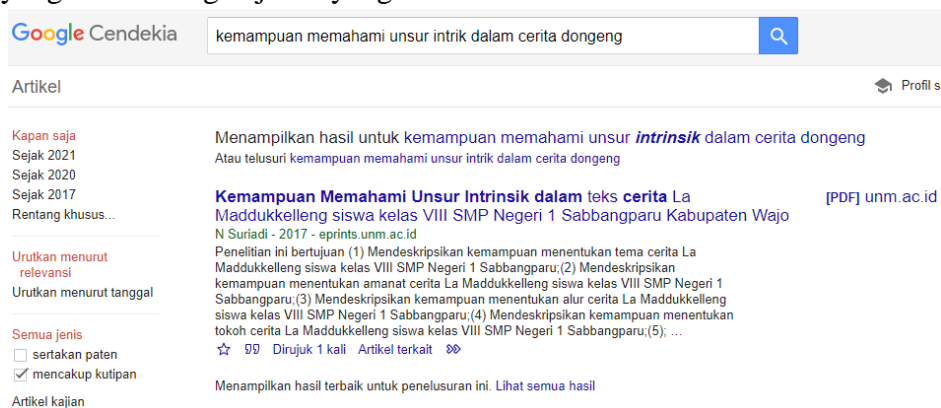 Google Cendekia
kemampuan memahami unsur intrik dalam cerita dongeng
Artikel
Profil s
Kapan saja
Sejak 2021
Sejak 2020
Sejak 2017
Rentang khusus...
Urutkan menurut
relevansi
Urutkan menurut tanggal
Semua jenis
sertakan paten
mencakup kutipan
Artikel kajian
Menampilkan hasil untuk kemampuan memahami unsur intrinsik dalam cerita dongeng
Atau telusuri kemampuan memahami unsur intrik dalam cerita dongeng
Kemampuan Memahami Unsur Intrinsik dalam teks cerita La
Maddukkelleng siswa kelas VIII SMP Negeri 1 Sabbangparu Kabupaten Wajo
[PDF] unm.ac.id
N Suriadi - 2017 - eprints.unm.ac.id
Penelitian ini bertujuan (1) Mendeskripsikan kemampuan menentukan tema cerita La
Maddukkelleng siswa kelas VIII SMP Negeri 1 Sabbangparu;(2) Mendeskripsikan
kemampuan menentukan amanat cerita La Maddukkelleng siswa kelas VIII SMP Negeri 1
Sabbangparu;(3) Mendeskripsikan kemampuan menentukan alur cerita La Maddukkelleng
siswa kelas VIII SMP Negeri 1 Sabbangparu;(4) Mendeskripsikan kemampuan menentukan
tokoh cerita La Maddukkelleng siswa kelas VIII SMP Negeri 1 Sabbangparu;(5); …
Dirujuk 1 kali Artikel terkait
Menampilkan hasil terbaik untuk penelusuran ini. Lihat semua hasil